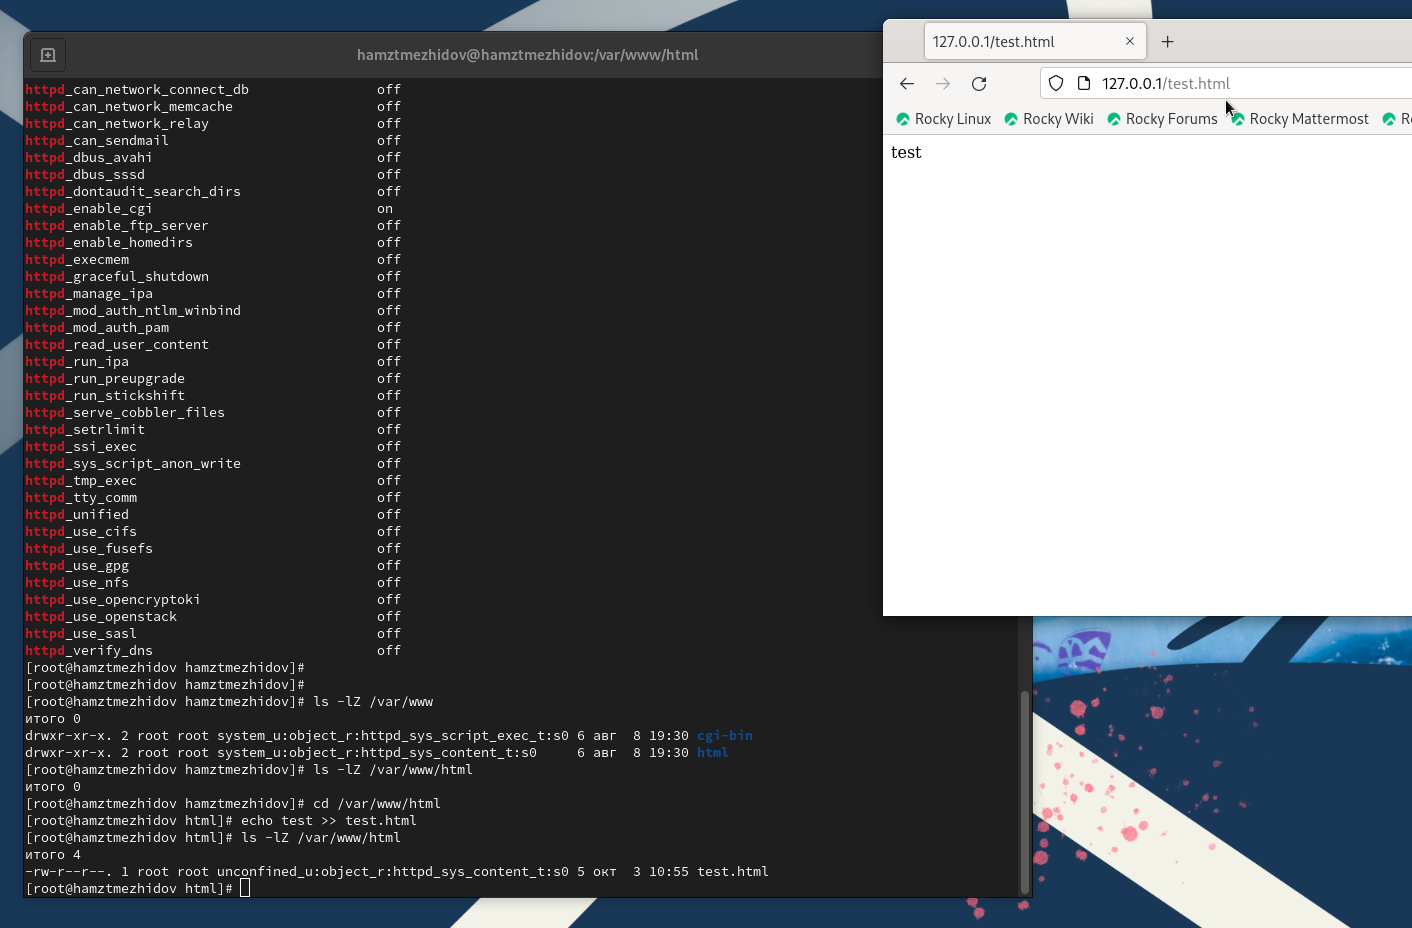 hamztmezhidov@hamztmezhidov:/var/www/html
httpd_can_network_connect_db off
httpd_can_network_memcache off
httpd_can_network_relay off
httpd_can_sendmail off
httpd_dbus_avahi off
httpd_dbus_sssd off
httpd_dontaudit_search_dirs off
httpd_enable_cgi on
httpd_enable_ftp_server off
httpd_enable_homedirs off
httpd_execmem off
httpd_graceful_shutdown off
httpd_manage_ipa off
httpd_mod_auth_ntlm_winbind off
httpd_mod_auth_pam off
httpd_read_user_content off
httpd_run_ipa off
httpd_run_preupgrade off
httpd_run_stickshift off
httpd_serve_cobbler_files off
httpd_setrlimit off
httpd_ssi_exec off
httpd_sys_script_anon_write off
httpd_tmp_exec off
httpd_tty_comm off
httpd_unified off
httpd_use_cifs off
httpd_use_fusefs off
httpd_use_gpg off
httpd_use_nfs off
httpd_use_opencryptoki off
httpd_use_openstack off
httpd_use_sasl off
httpd_verify_dns off
[root@hamztmezhidov hamztmezhidov]#
[root@hamztmezhidov hamztmezhidov]#
[root@hamztmezhidov hamztmezhidov]# ls -lZ /var/www
итого 0
drwxr-xr-x. 2 root root system_u:object_r:httpd_sys_script_exec_t:s0 6 авг 8 19:30 cgi-bin
drwxr-xr-x. 2 root root system_u:object_r:httpd_sys_content_t:s0 6 авг 8 19:30 html
[root@hamztmezhidov hamztmezhidov]# ls -lZ /var/www/html
итого 0
[root@hamztmezhidov hamztmezhidov]# cd /var/www/html
[root@hamztmezhidov html]# echo test >> test.html
[root@hamztmezhidov html]# ls -lZ /var/www/html
итого 4
-rw-r--r--. 1 root root unconfined_u:object_r:httpd_sys_content_t:s0 5 окт 3 10:55 test.html
[root@hamztmezhidov html]#
127.0.0.1/test.html
127.0.0.1/test.html
Rocky Linux Rocky Wiki Rocky Forums Rocky Mattermost
test